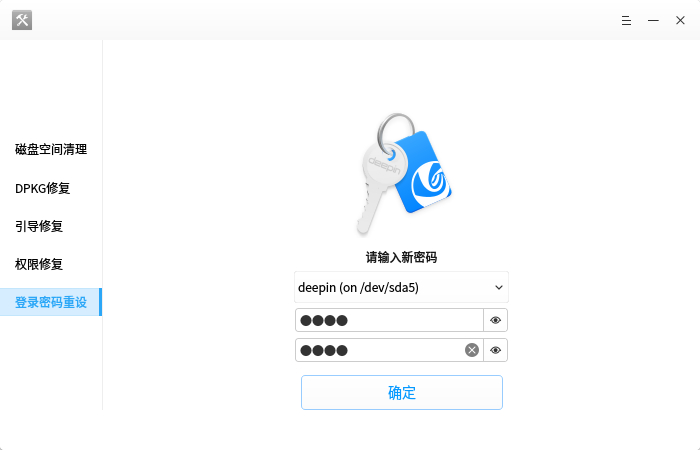 磁盘空间清理
DPKG修复
引导修复
权限修复
登录密码重设
deepin
请输入新密码
deepin (on /dev/sda5)
●●●●
●●●●
确定